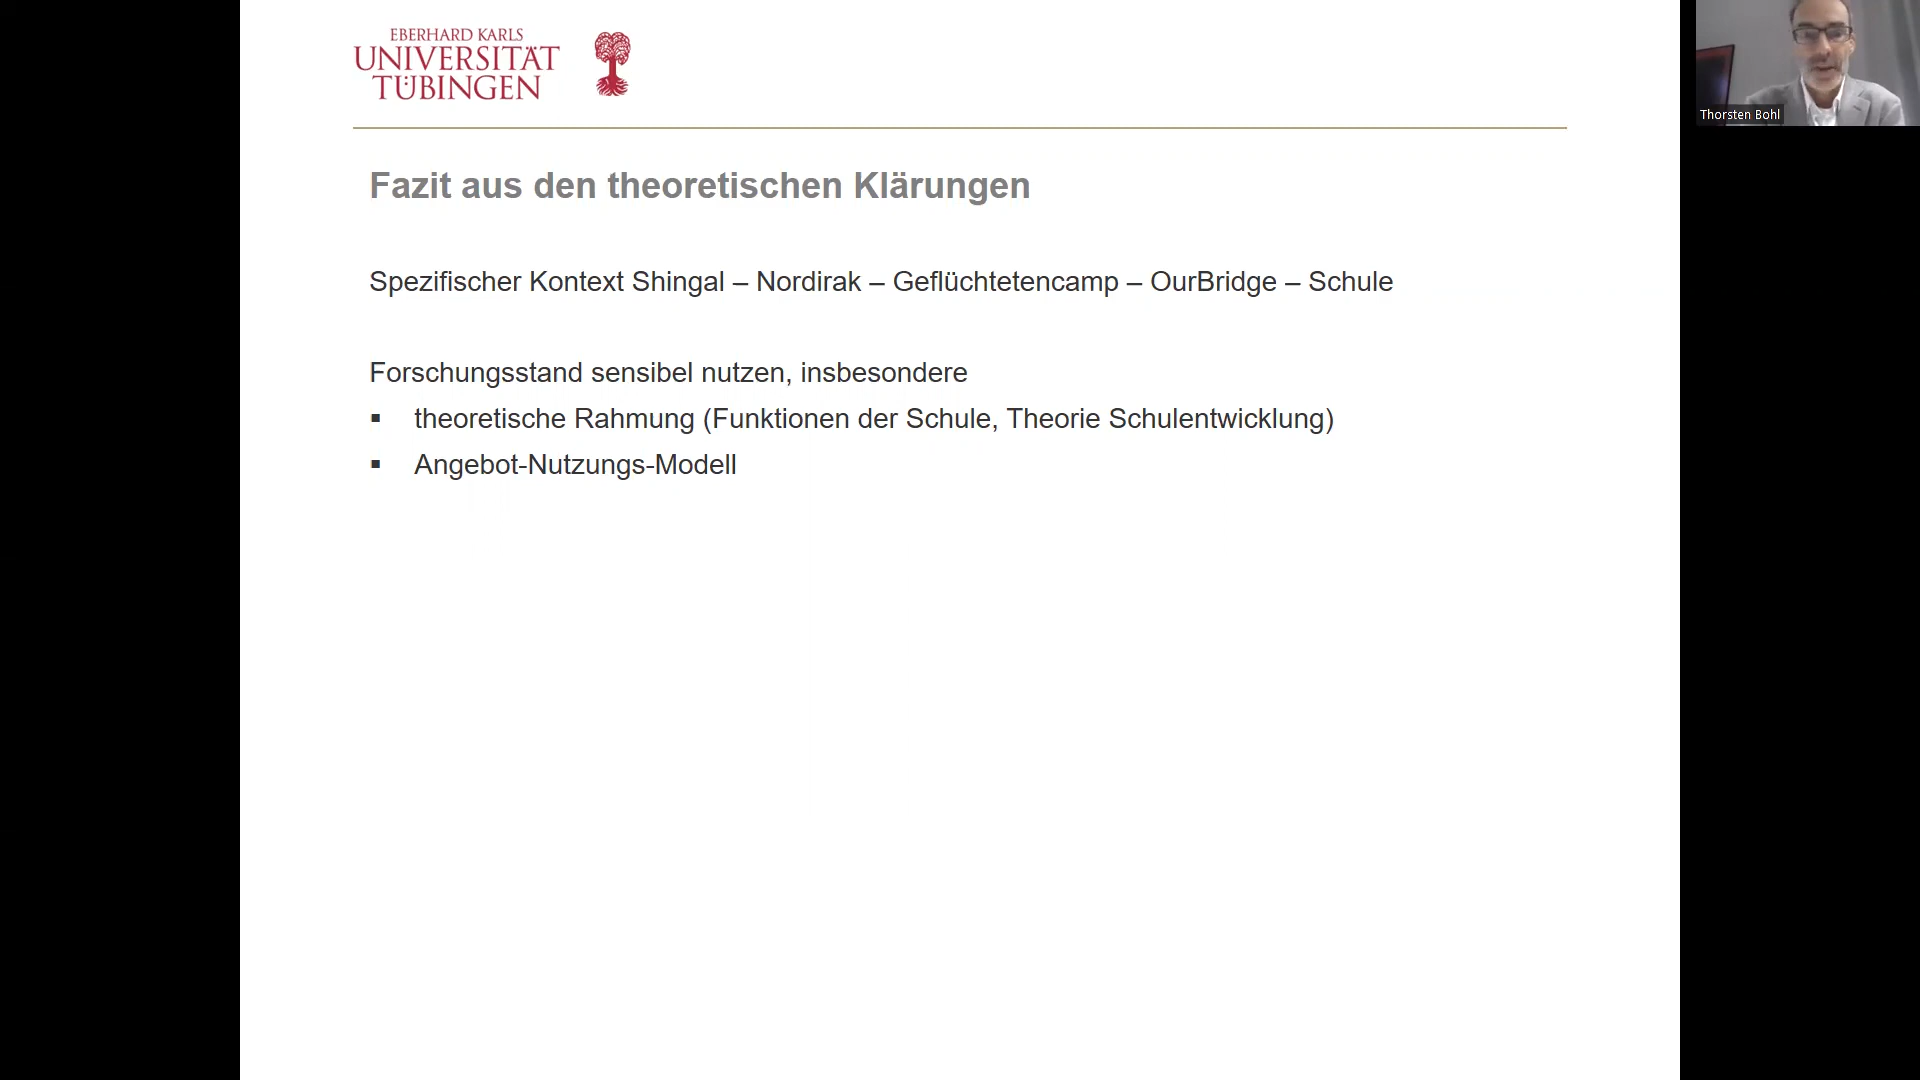 EBERHARD KARLS
UNIVERSITÄT
TÜBINGEN
Thorsten Bohl
Fazit aus den theoretischen Klärungen
Spezifischer Kontext Shingal – Nordirak – Geflüchtetencamp – OurBridge – Schule
Forschungsstand sensibel nutzen, insbesondere
▪ theoretische Rahmung (Funktionen der Schule, Theorie Schulentwicklung)
▪ Angebot-Nutzungs-Modell